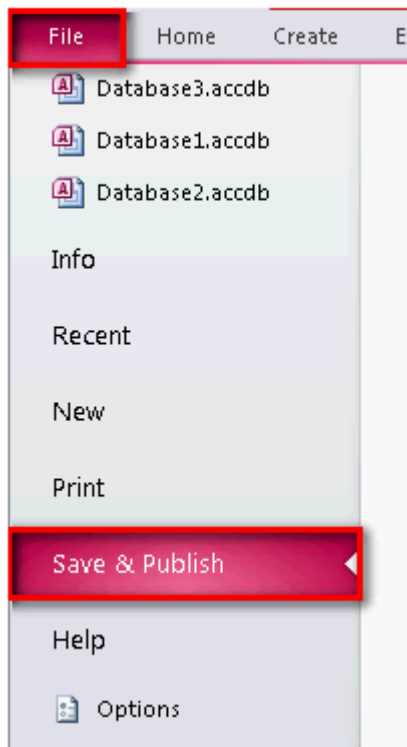 File Home Create E
Database3.accdb
Database1.accdb
Database2.accdb
Info
Recent
New
Print
Save & Publish
Help
Options